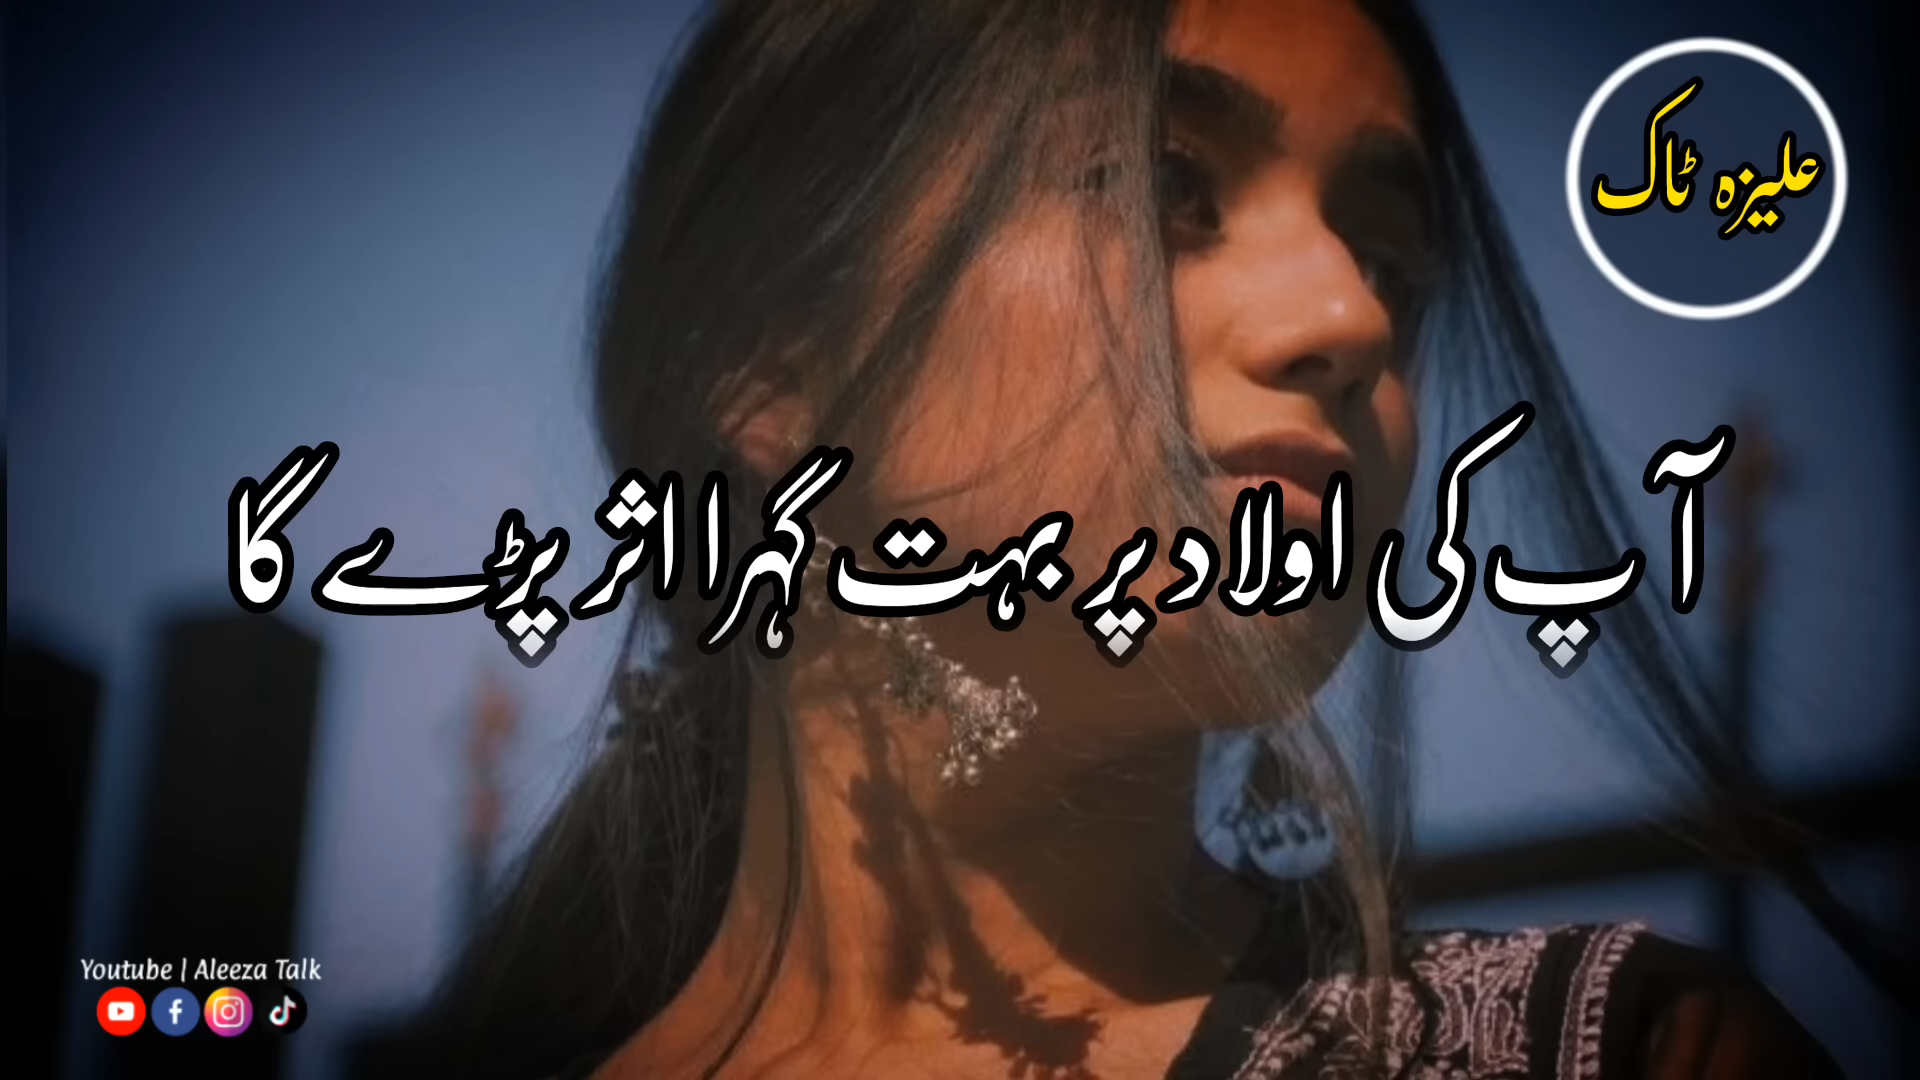 علیزہ ٹاک
آپ کی اولاد پر بہت گہرا اثر پڑے گا
Youtube | Aleeza Talk